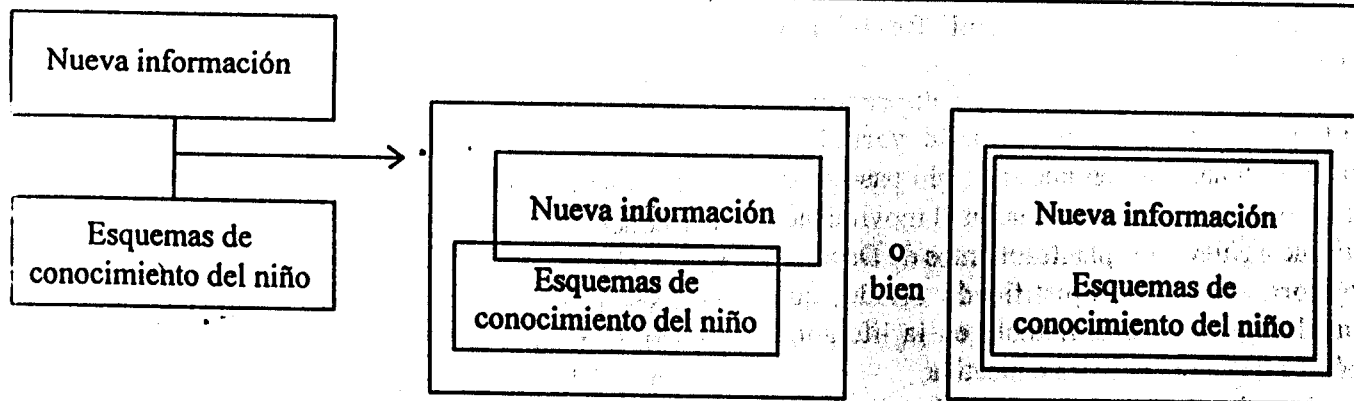 Nueva información
Esquemas de
conocimiento del niño
Nueva información
Esquemas de
conocimiento del niño
o
bien
Nueva información
Esquemas de
conocimiento del niño